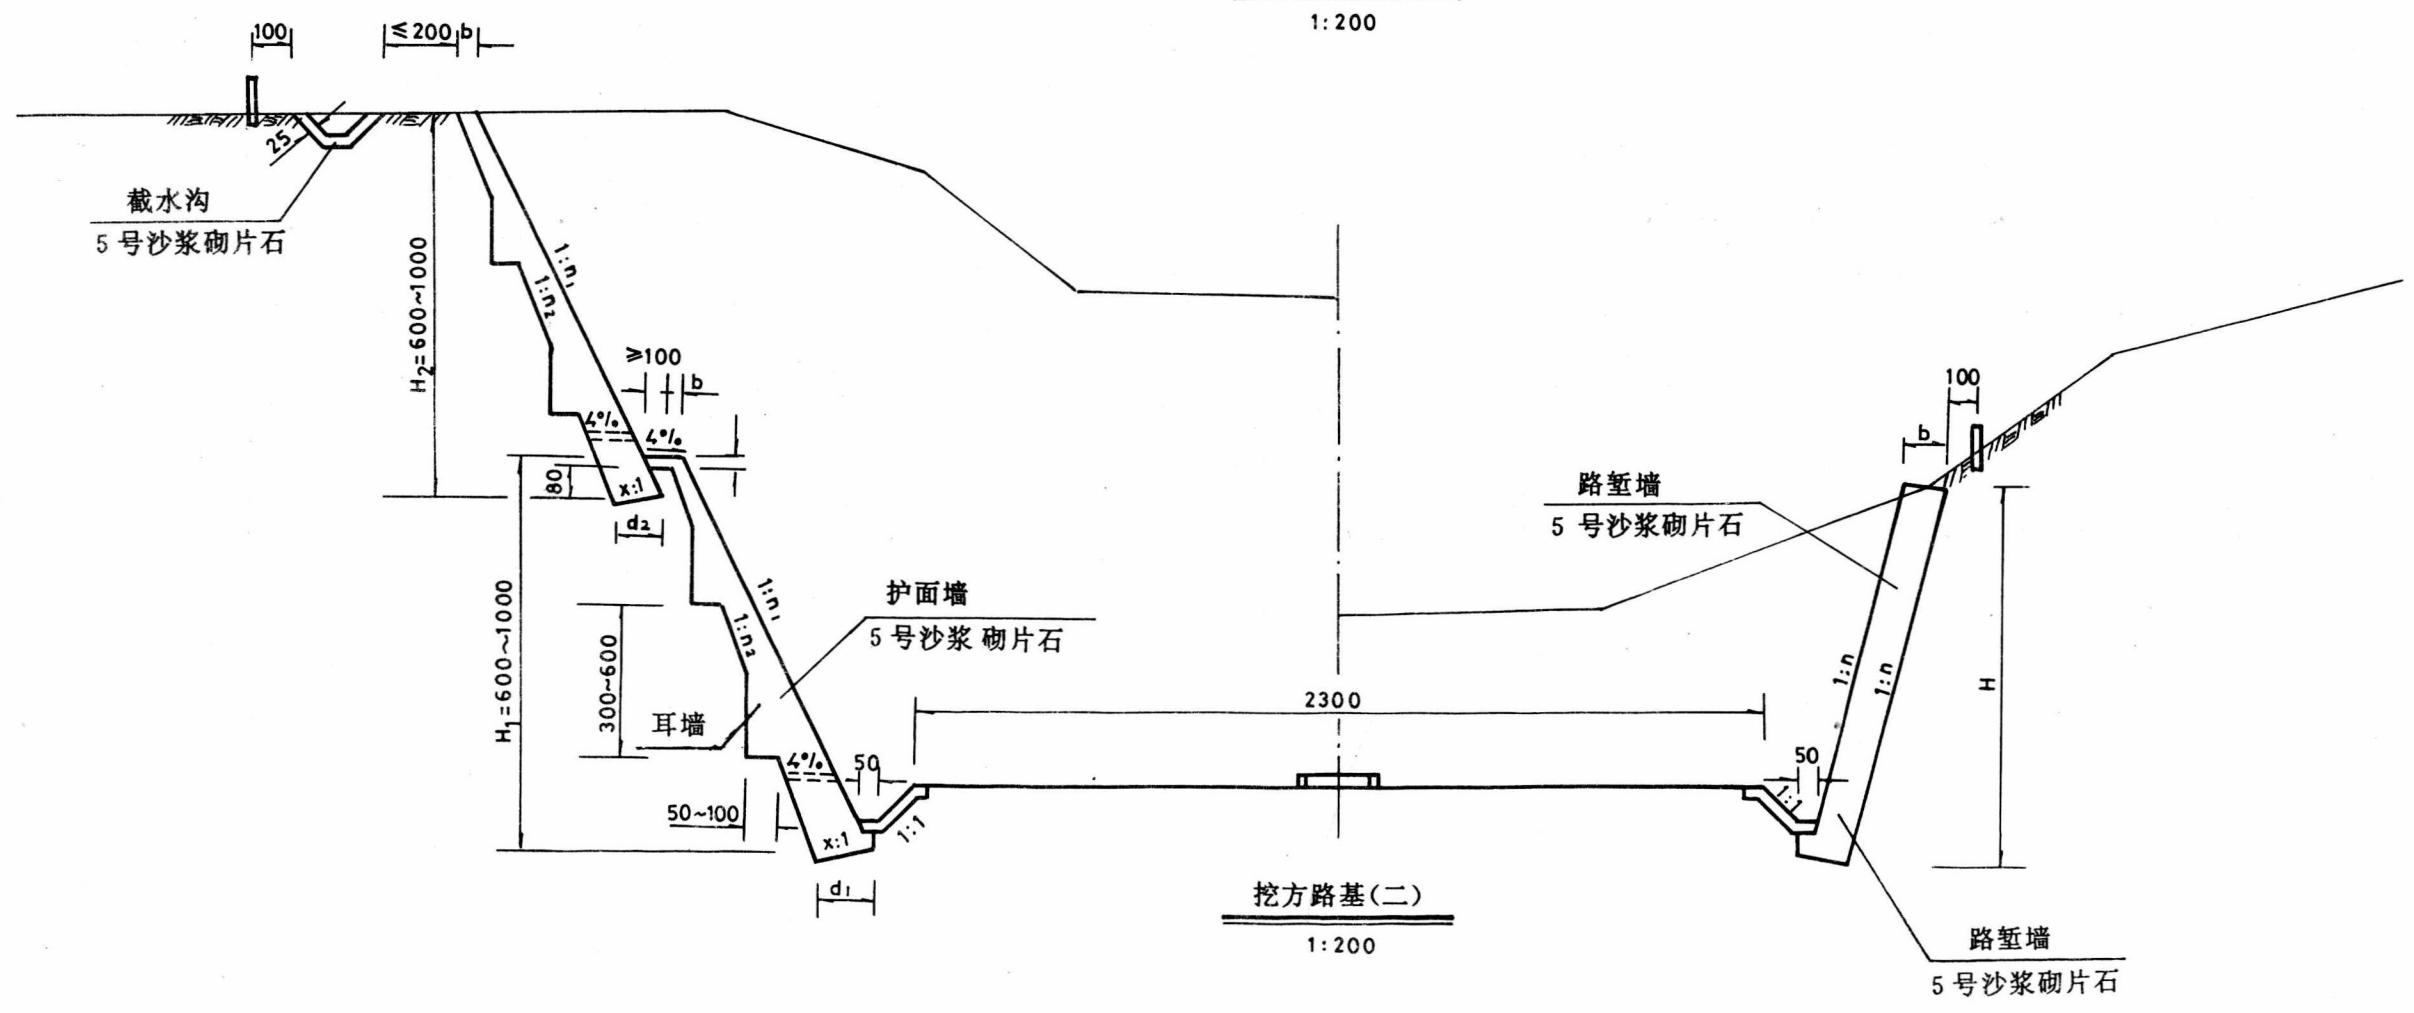 1:200
100
≤200
b
25
截水沟
5号沙浆砌片石
H₂=600~1000
1:n₁
1:n₂
≥100
b
4%
4%
80
x:1
d₂
H₁=600~1000
300~600
1:n₁
1:n₂
护面墙
5号沙浆砌片石
耳墙
4%
50
50~100
x:1
1:1
d₁
2300
100
b
路堑墙
5号沙浆砌片石
1:n
1:n
H
50
1:1
挖方路基(二)
1:200
路堑墙
5号沙浆砌片石